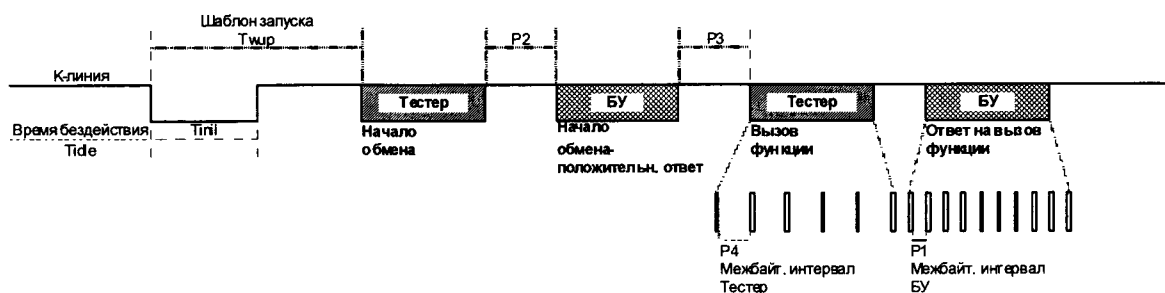 Шаблон запуска
Twup
P2
P3
К-линия
Тестер
БУ
Тестер
БУ
Время бездействия
Tidle
Tinil
Начало
обмена
Начало
обмена-
положительн. ответ
Вызов
функции
Ответ на вызов
функции
P4
Межбайт. интервал
Тестер
P1
Межбайт. интервал
БУ